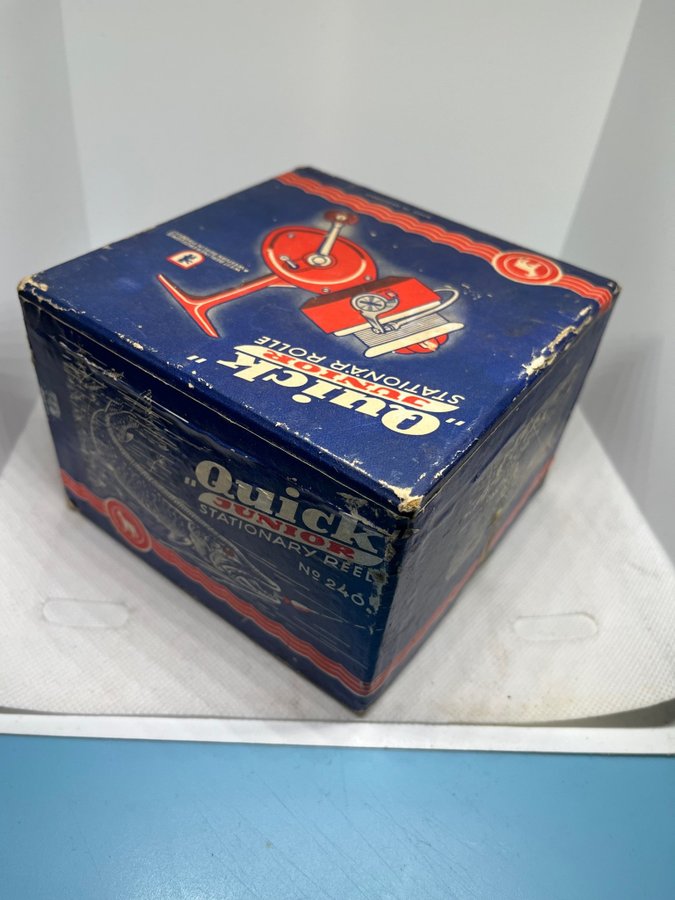 "Quick"
JUNIOR
STATIONÄR ROLLE
"Quick
JUNIOR
STATIONARY REEL
Nº 240